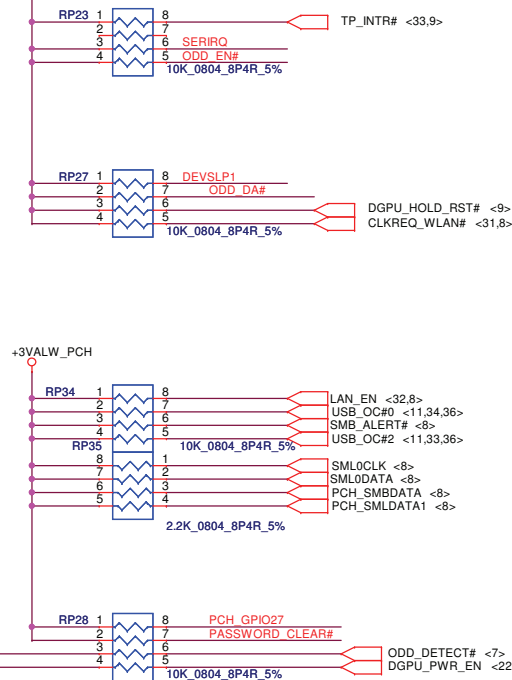 RP23 1 8 TP_INTR# <33,9>
2 7
3 6 SERIRQ
4 5 ODD_EN#
10K_0804_8P4R_5%
RP27 1 8 DEVSLP1
2 7 ODD_DA#
3 6 DGPU_HOLD_RST# <9>
4 5 CLKREQ_WLAN# <31,8>
10K_0804_8P4R_5%
+3VALW_PCH
RP34 1 8 LAN_EN <32,8>
2 7 USB_OC#0 <11,34,36>
3 6 SMB_ALERT# <8>
4 5 USB_OC#2 <11,33,36>
RP35 10K_0804_8P4R_5%
8 1 SML0CLK <8>
7 2 SML0DATA <8>
6 3 PCH_SMBDATA <8>
5 4 PCH_SMLDATA1 <8>
2.2K_0804_8P4R_5%
RP28 1 8 PCH_GPIO27
2 7 PASSWORD_CLEAR#
3 6 ODD_DETECT# <7>
4 5 DGPU_PWR_EN <22
10K_0804_8P4R_5%